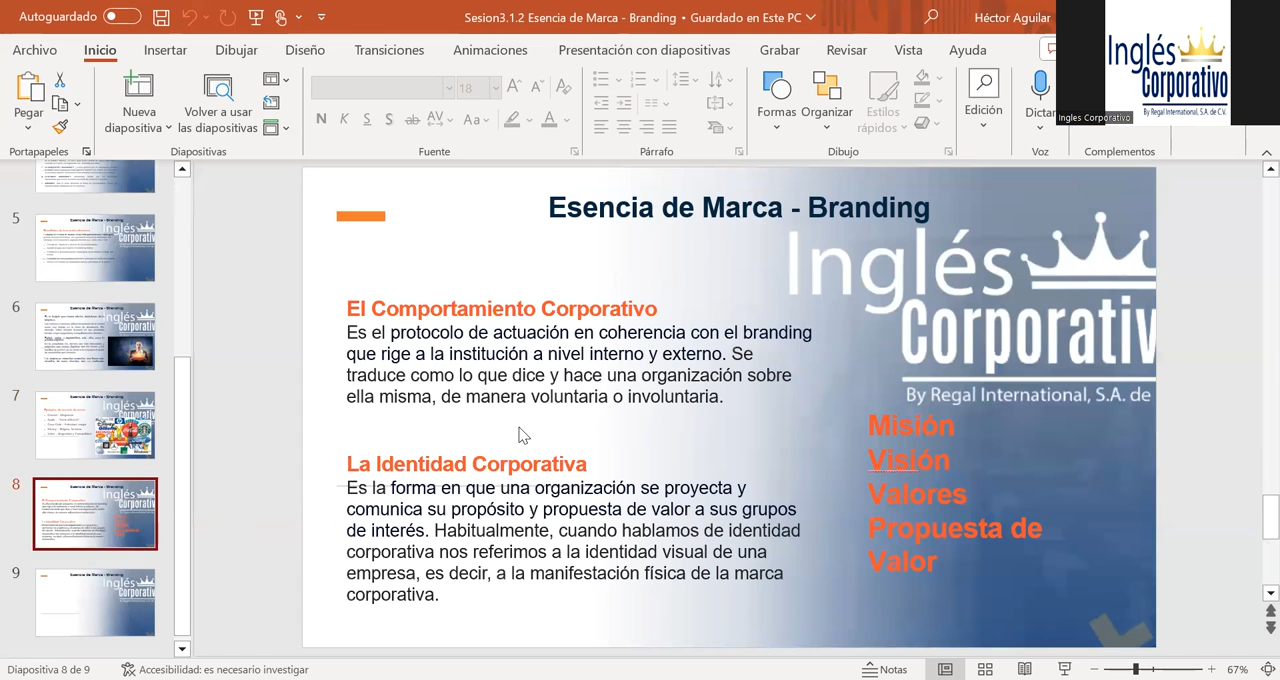 Autoguardado
Sesion3.1.2 Esencia de Marca - Branding • Guardado en Este PC
Héctor Aguilar
Archivo Inicio Insertar Dibujar Diseño Transiciones Animaciones Presentación con diapositivas Grabar Revisar Vista Ayuda
Pegar
Nueva
diapositiva
Volver a usar
las diapositivas
18
N K S S ab AV Aa
A
Formas
Organizar
Estilos
rápidos
Edición
Dictar
Portapapeles
Diapositivas
Fuente
Párrafo
Dibujo
Voz
Complementos
Inglés
Corporativo
By Regal International, S.A. de C.V.
Ingles Corporativo
5
6
7
8
9
Esencia de Marca - Branding
Inglés
Corporativ
By Regal International, S.A. de
El Comportamiento Corporativo
Es el protocolo de actuación en coherencia con el branding
que rige a la institución a nivel interno y externo. Se
traduce como lo que dice y hace una organización sobre
ella misma, de manera voluntaria o involuntaria.
La Identidad Corporativa
Es la forma en que una organización se proyecta y
comunica su propósito y propuesta de valor a sus grupos
de interés. Habitualmente, cuando hablamos de identidad
corporativa nos referimos a la identidad visual de una
empresa, es decir, a la manifestación física de la marca
corporativa.
Misión
Visión
Valores
Propuesta de
Valor
Diapositiva 8 de 9
Accesibilidad: es necesario investigar
Notas
67%